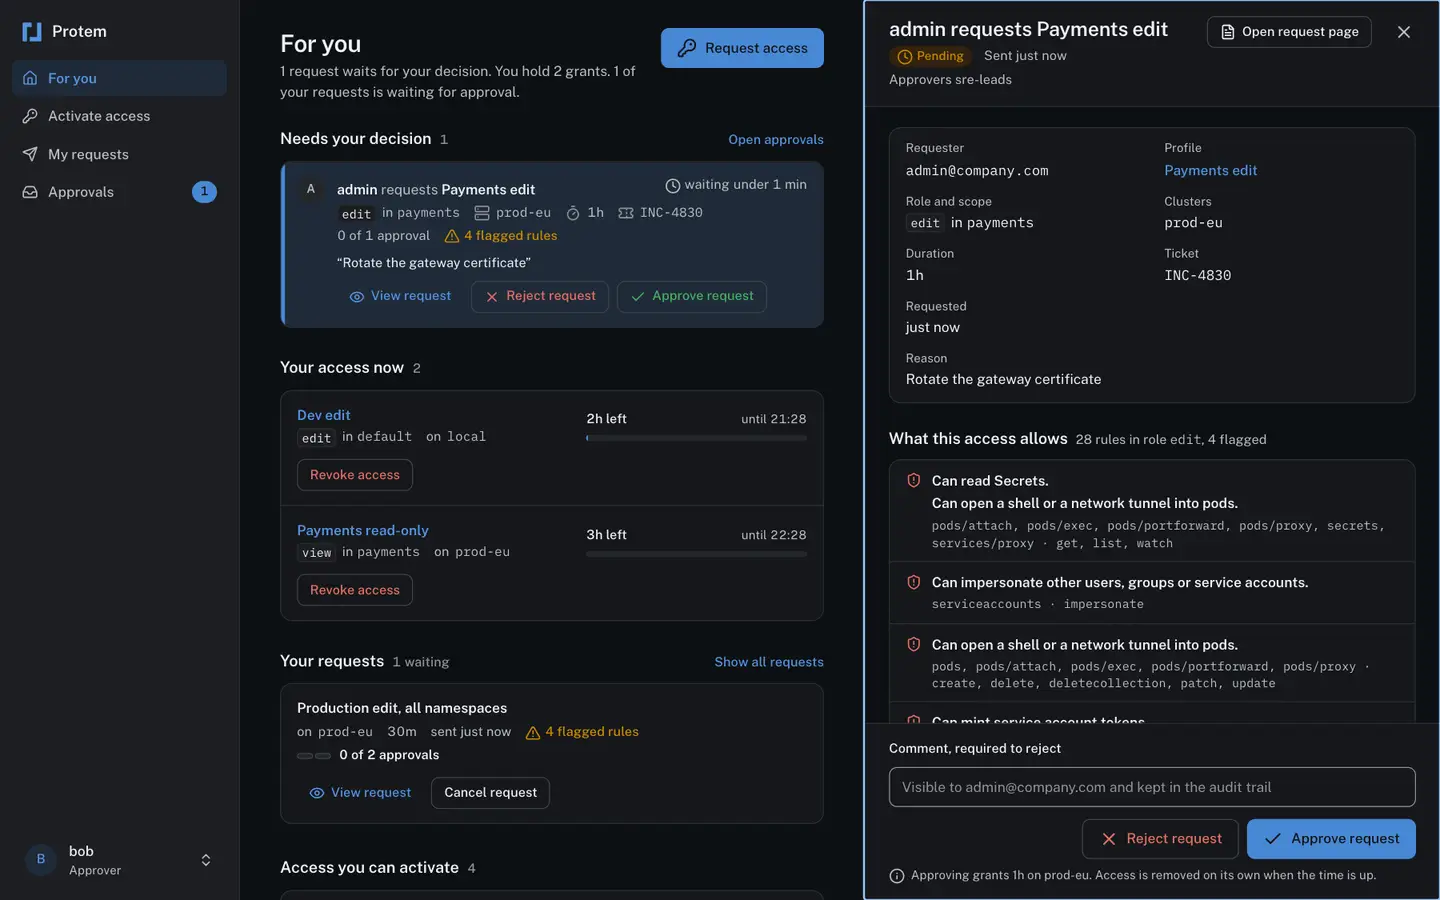 Protem
For you
Activate access
My requests
Approvals
1
B
bob
Approver
For you
1 request waits for your decision. You hold 2 grants. 1 of
your requests is waiting for approval.
Request access
Needs your decision 1
Open approvals
A
admin requests Payments edit
waiting under 1 min
edit in payments prod-eu 1h INC-4830
0 of 1 approval 4 flagged rules
“Rotate the gateway certificate”
View request
Reject request
Approve request
Your access now 2
Dev edit
2h left
until 21:28
edit in default on local
Revoke access
Payments read-only
3h left
until 22:28
view in payments on prod-eu
Revoke access
Your requests 1 waiting
Show all requests
Production edit, all namespaces
on prod-eu 30m sent just now 4 flagged rules
0 of 2 approvals
View request
Cancel request
Access you can activate 4
admin requests Payments edit
Open request page
Pending Sent just now
Approvers sre-leads
Requester
admin@company.com
Profile
Payments edit
Role and scope
edit in payments
Clusters
prod-eu
Duration
1h
Ticket
INC-4830
Requested
just now
Reason
Rotate the gateway certificate
What this access allows 28 rules in role edit, 4 flagged
Can read Secrets.
Can open a shell or a network tunnel into pods.
pods/attach, pods/exec, pods/portforward, pods/proxy, secrets,
services/proxy · get, list, watch
Can impersonate other users, groups or service accounts.
serviceaccounts · impersonate
Can open a shell or a network tunnel into pods.
pods, pods/attach, pods/exec, pods/portforward, pods/proxy ·
create, delete, deletecollection, patch, update
Can mint service account tokens.
Comment, required to reject
Visible to admin@company.com and kept in the audit trail
Reject request
Approve request
Approving grants 1h on prod-eu. Access is removed on its own when the time is up.